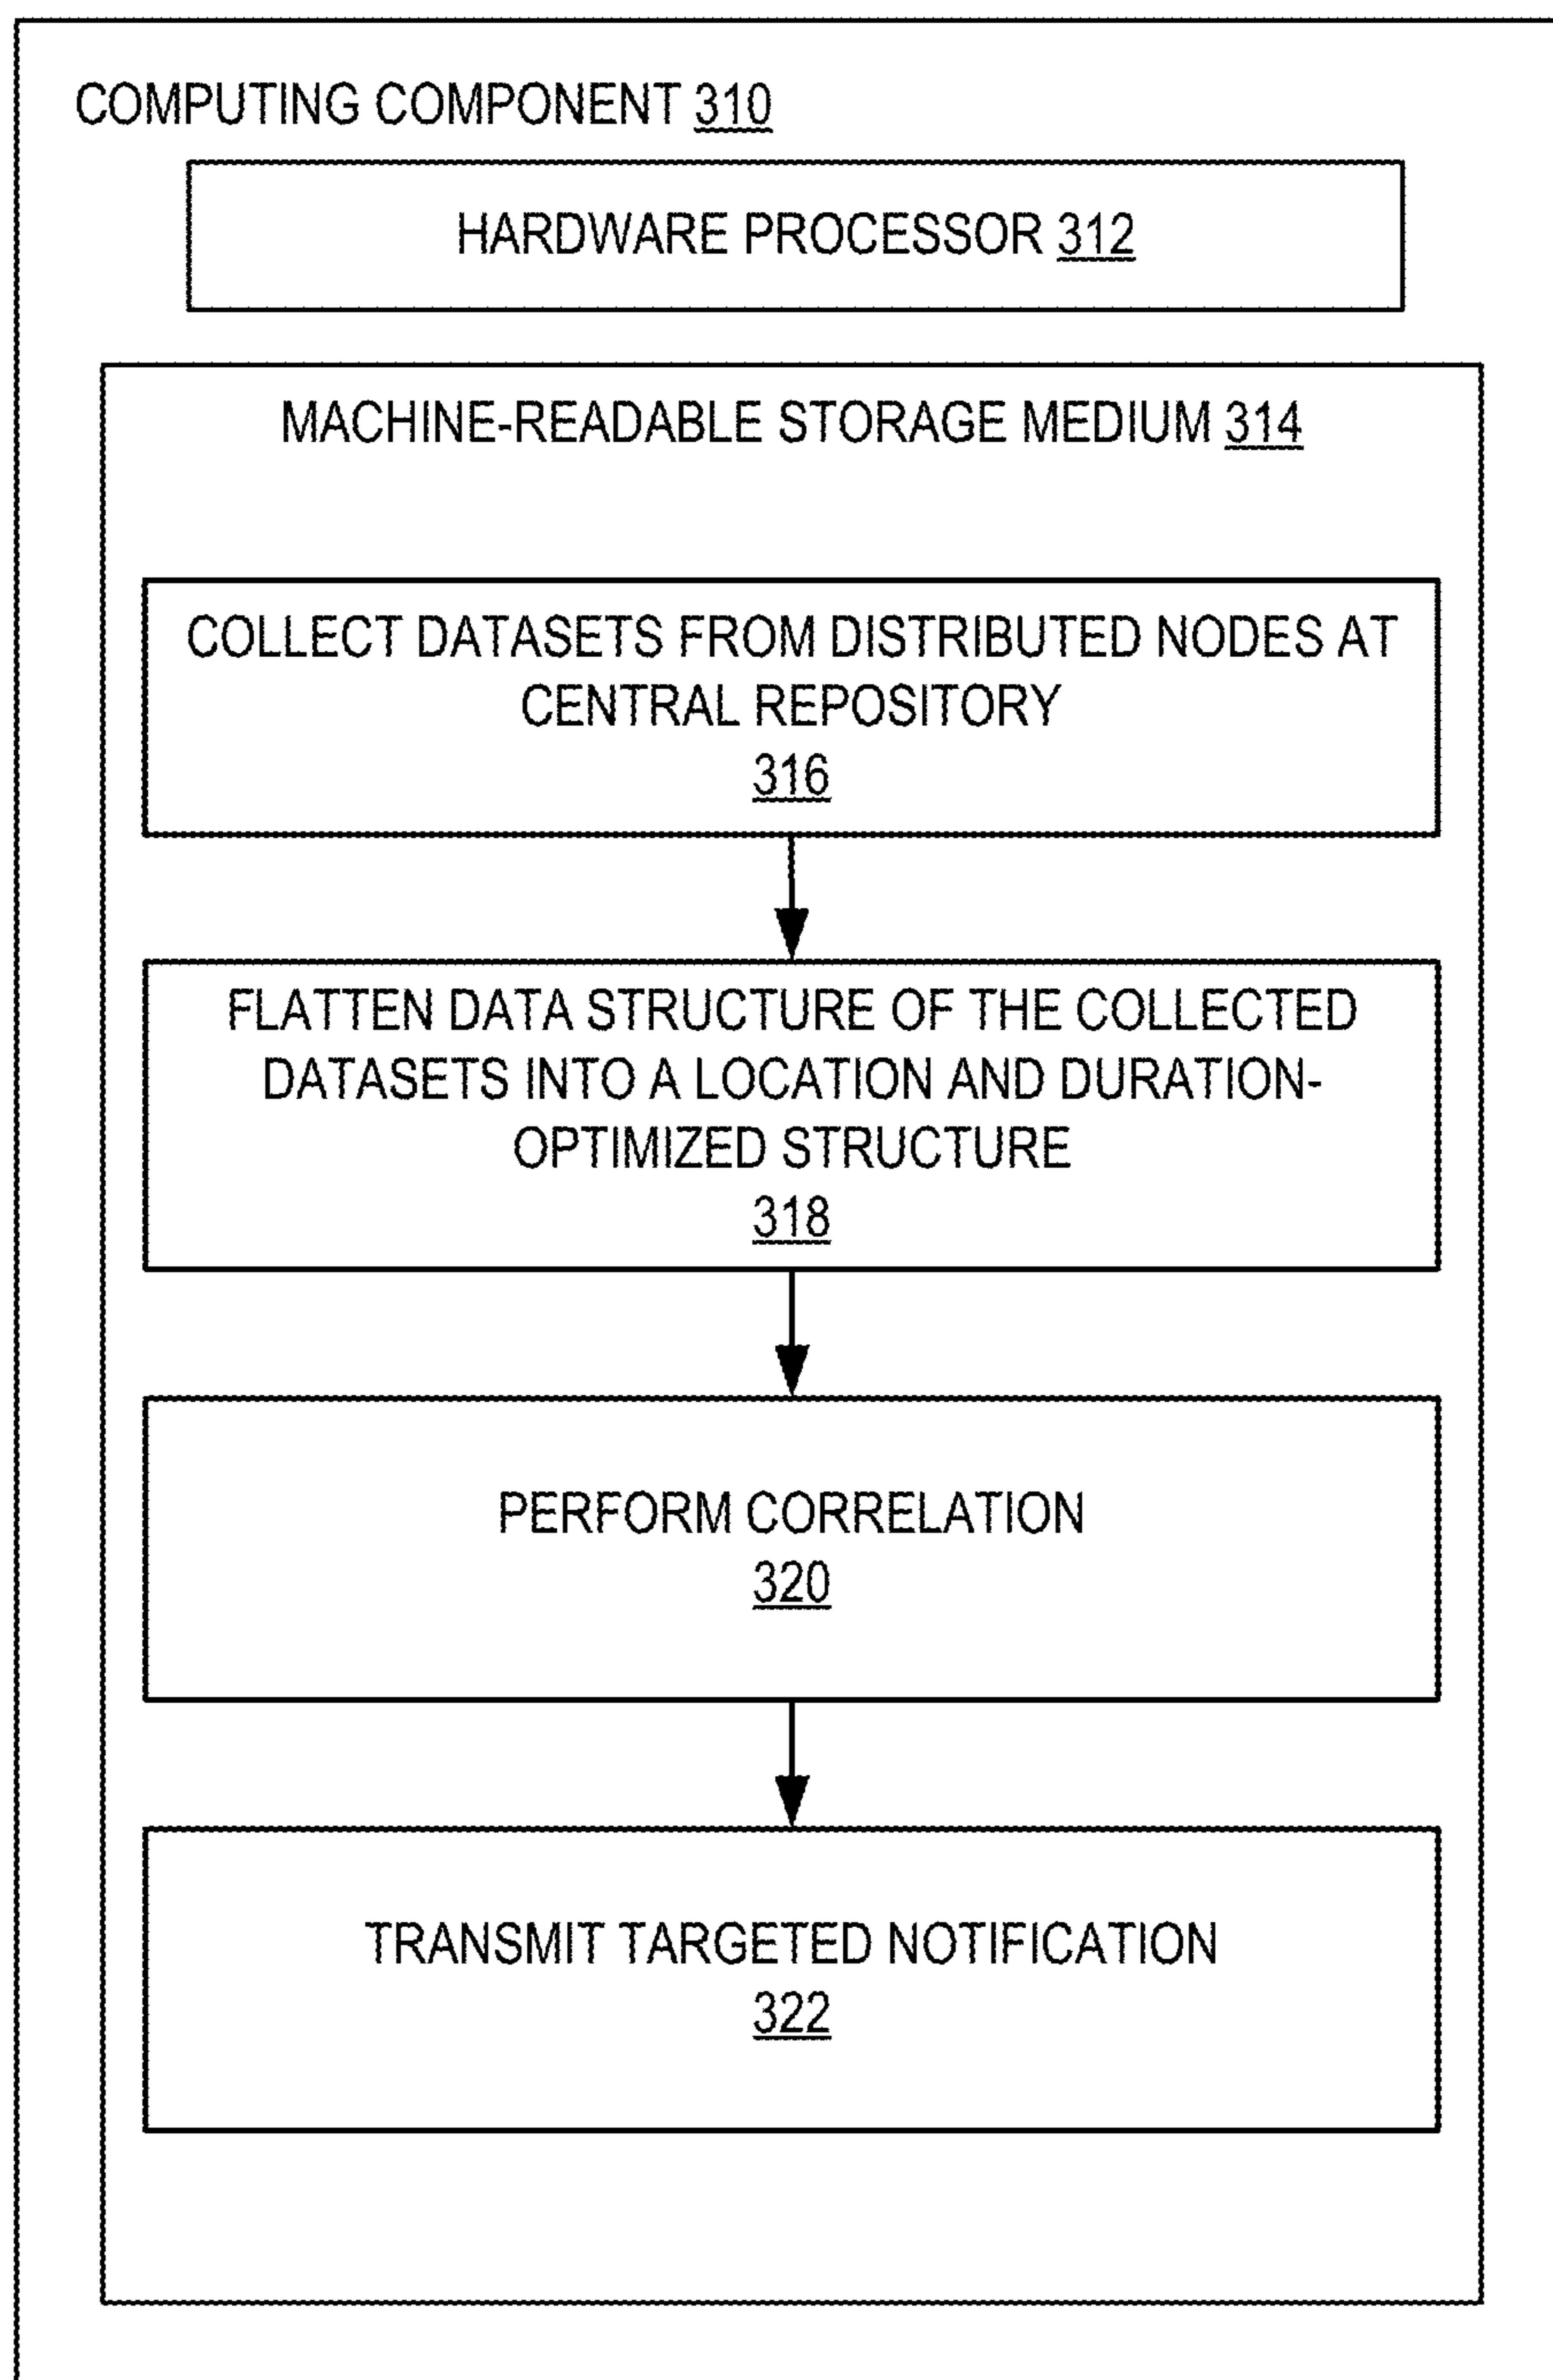 COMPUTING COMPONENT 310
HARDWARE PROCESSOR 312
MACHINE-READABLE STORAGE MEDIUM 314
COLLECT DATASETS FROM DISTRIBUTED NODES AT
CENTRAL REPOSITORY
316
FLATTEN DATA STRUCTURE OF THE COLLECTED
DATASETS INTO A LOCATION AND DURATION-
OPTIMIZED STRUCTURE
318
PERFORM CORRELATION
320
TRANSMIT TARGETED NOTIFICATION
322